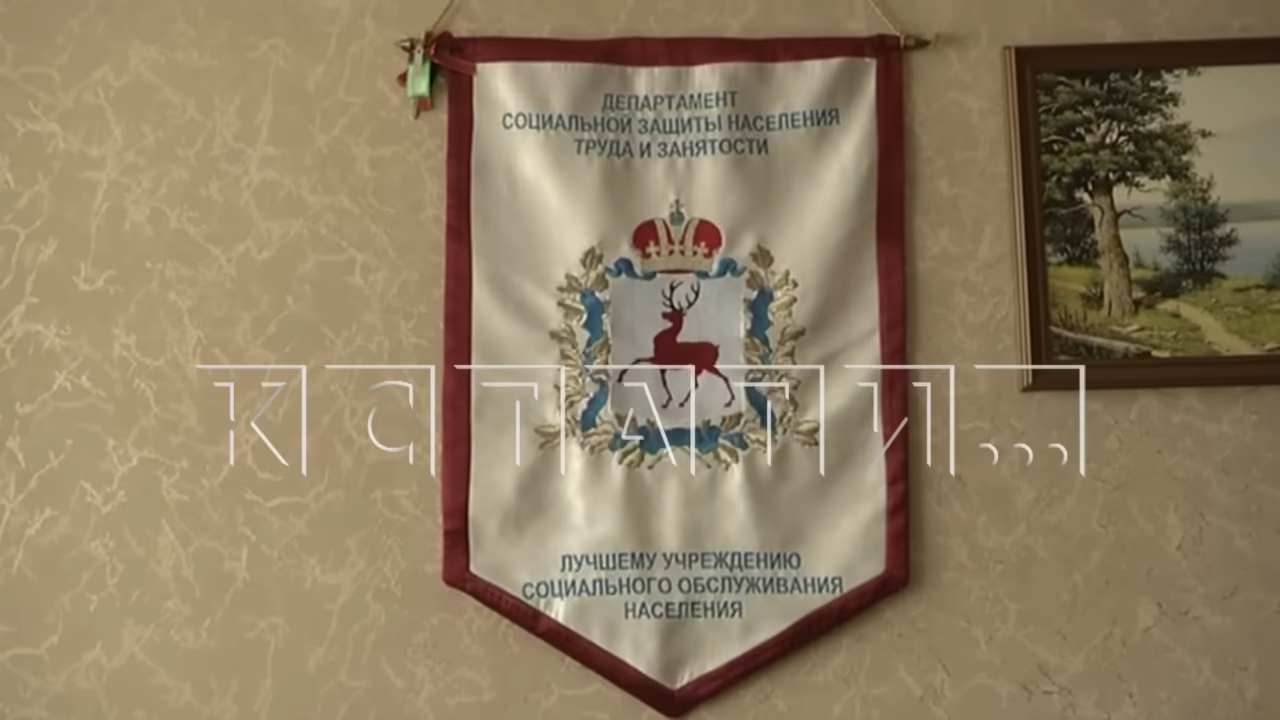 ДЕПАРТАМЕНТ
СОЦИАЛЬНОЙ ЗАЩИТЫ НАСЕЛЕНИЯ
ТРУДА И ЗАНЯТОСТИ
КСТАТИ...
ЛУЧШЕМУ УЧРЕЖДЕНИЮ
СОЦИАЛЬНОГО ОБСЛУЖИВАНИЯ
НАСЕЛЕНИЯ